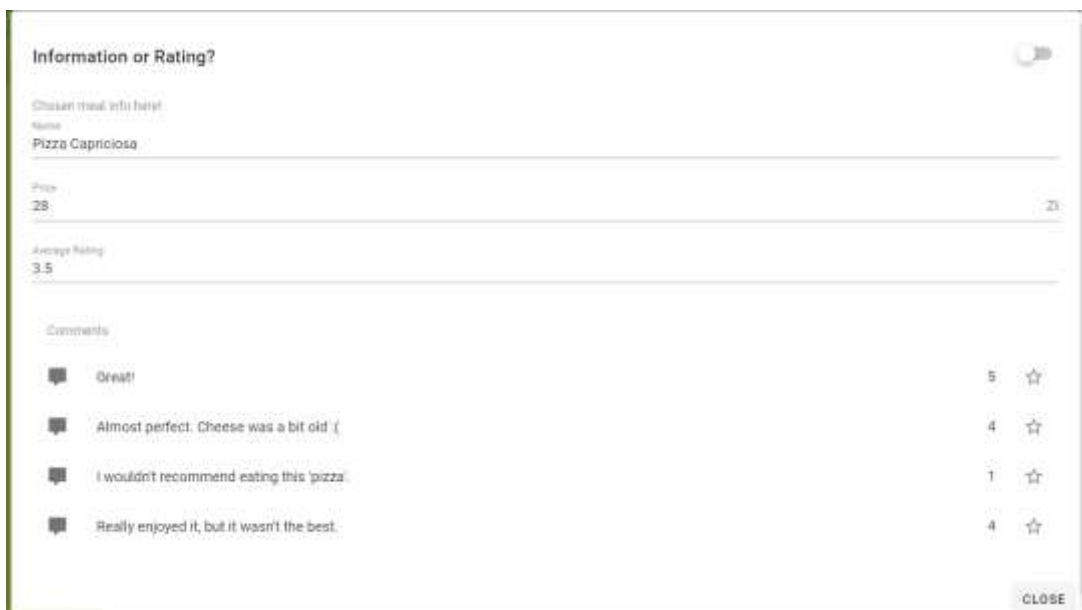 Information or Rating?
Chosen meal info here!
Name
Pizza Capriciosa
Price
28 Zł
Average Rating
3.5
Comments
Great! 5
Almost perfect. Cheese was a bit old :( 4
I wouldn't recommend eating this 'pizza'. 1
Really enjoyed it, but it wasn't the best. 4
CLOSE